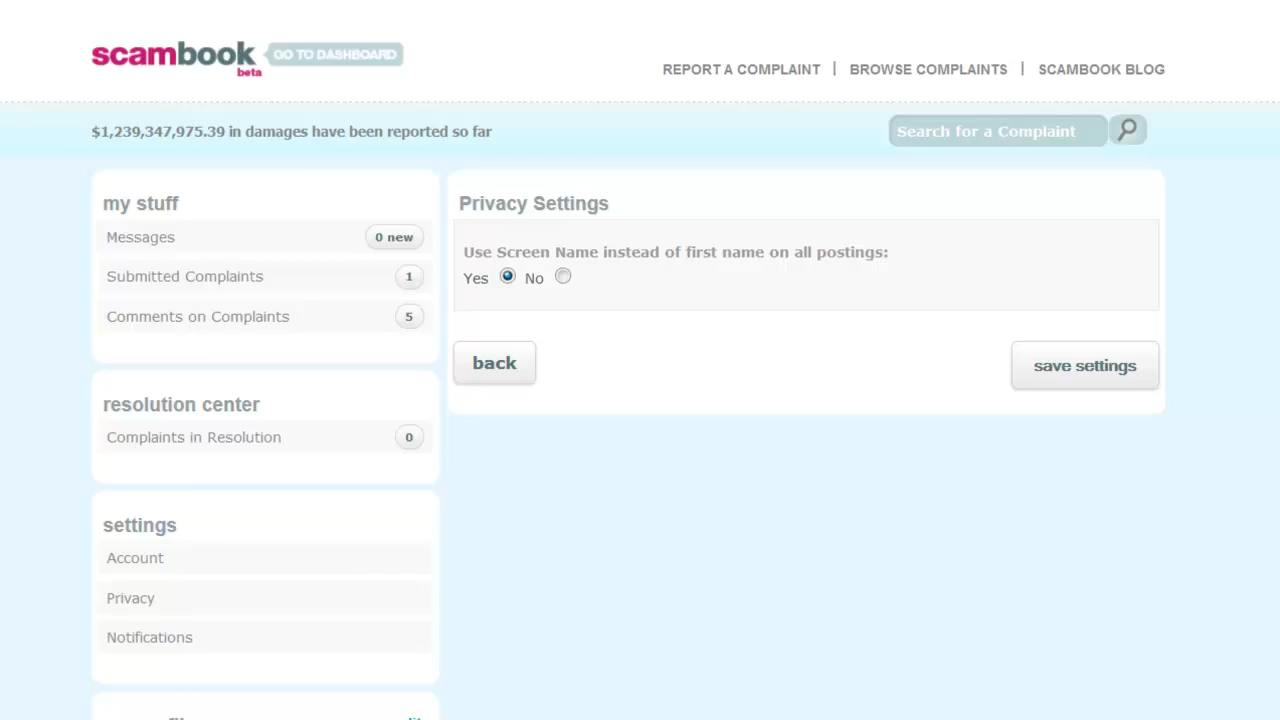 scambook
beta
GO TO DASHBOARD
REPORT A COMPLAINT | BROWSE COMPLAINTS | SCAMBOOK BLOG
$1,239,347,975.39 in damages have been reported so far
Search for a Complaint
my stuff
Messages 0 new
Submitted Complaints 1
Comments on Complaints 5
resolution center
Complaints in Resolution 0
settings
Account
Privacy
Notifications
Privacy Settings
Use Screen Name instead of first name on all postings:
Yes No
back
save settings